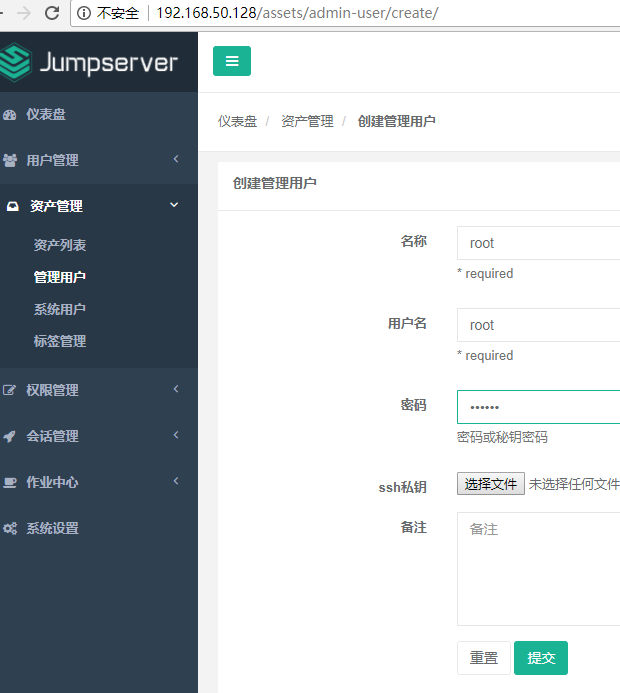 不安全 192.168.50.128/assets/admin-user/create/
Jumpserver
仪表盘
用户管理
资产管理
资产列表
管理用户
系统用户
标签管理
权限管理
会话管理
作业中心
系统设置
仪表盘 / 资产管理 / 创建管理用户
创建管理用户
名称 root
* required
用户名 root
* required
密码 ••••••
密码或秘钥密码
ssh私钥 选择文件 未选择任何文件
备注 备注
重置 提交